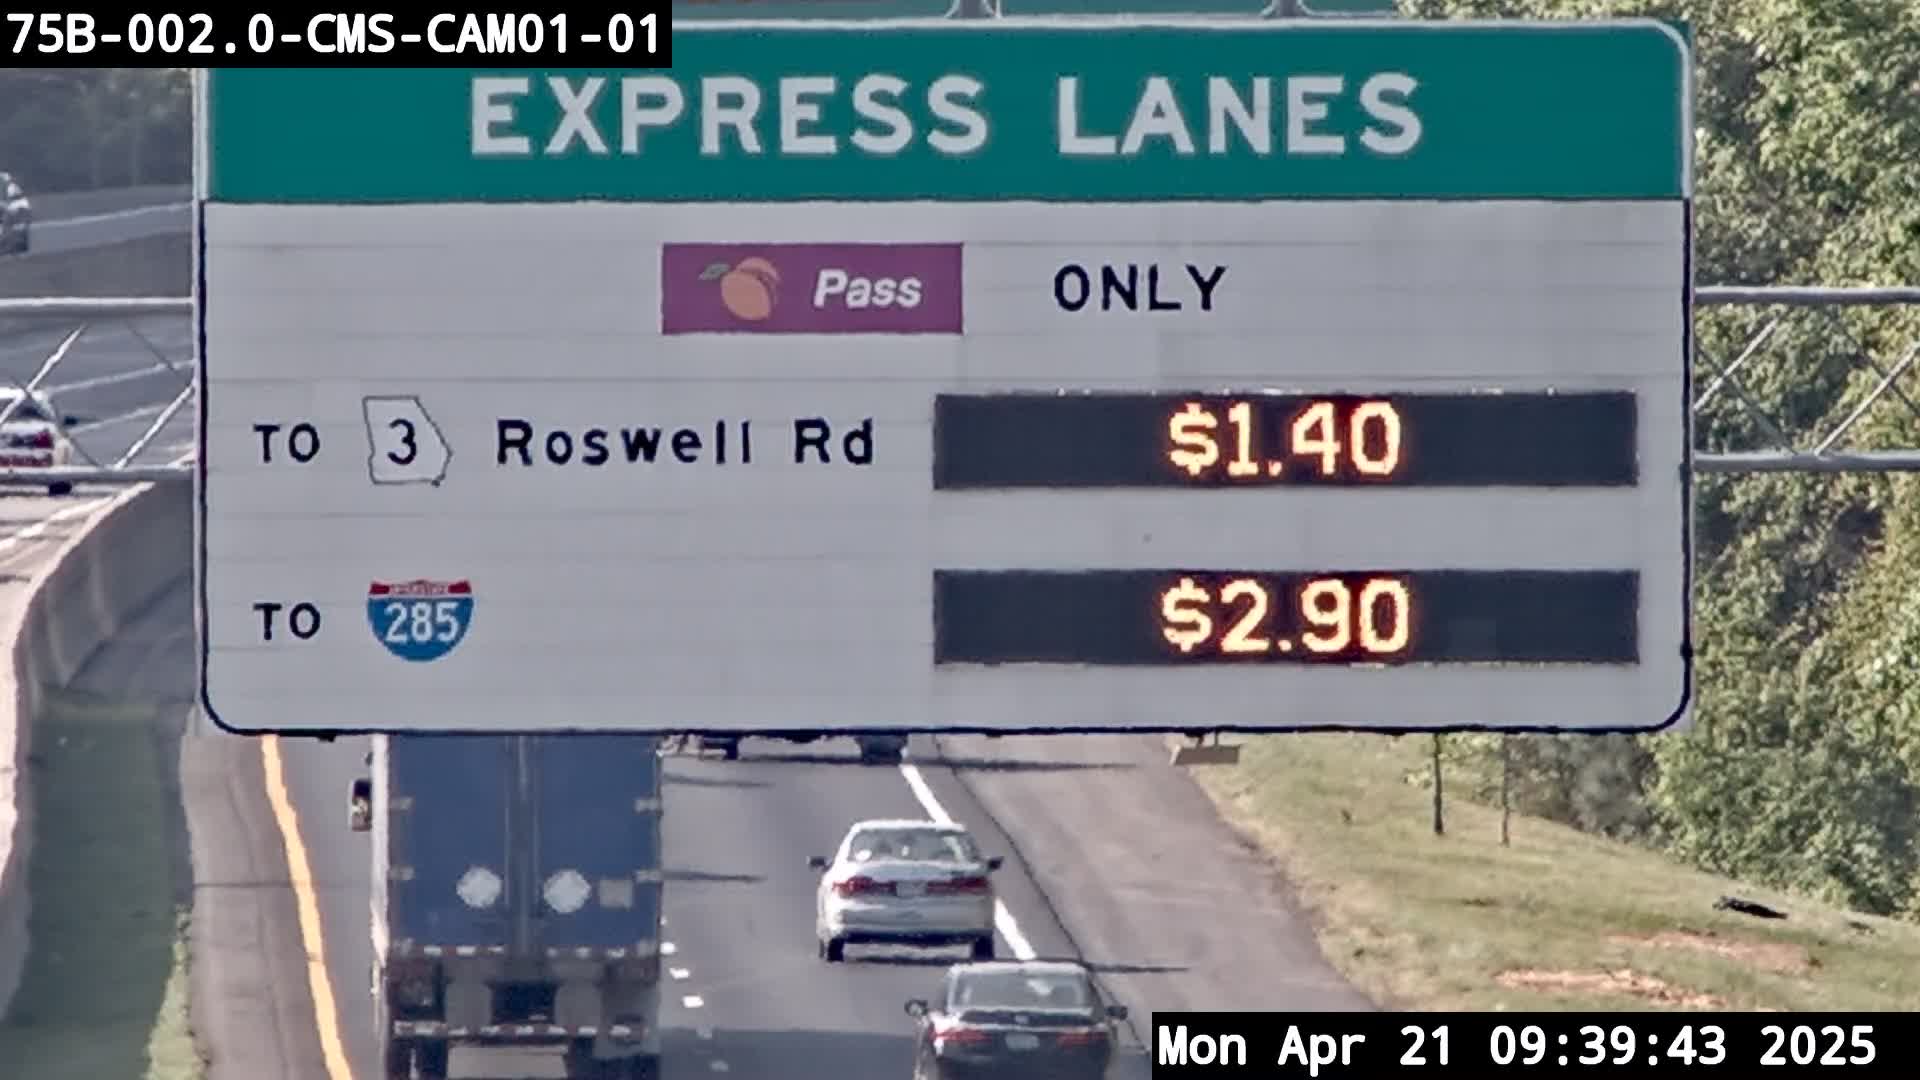 75B-002.0-CMS-CAM01-01
EXPRESS LANES
Pass ONLY
TO 3 Roswell Rd $1.40
TO INTERSTATE 285 $2.90
Mon Apr 21 09:39:43 2025